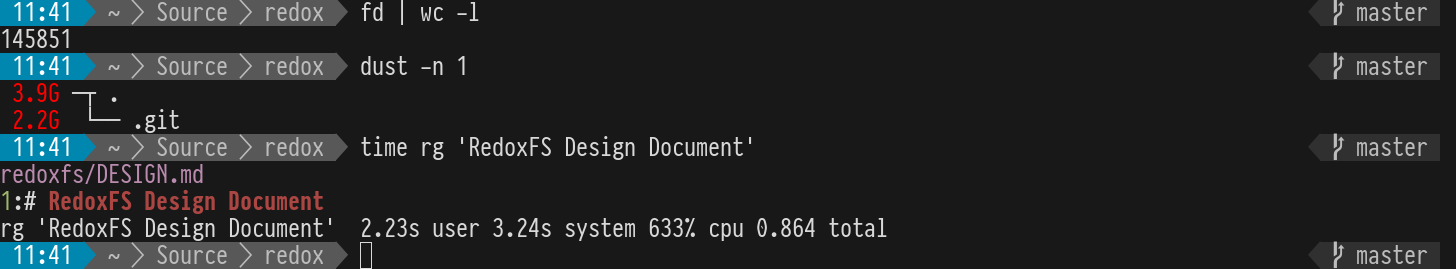 11:41 ~ Source redox fd | wc -l master
145851
11:41 ~ Source redox dust -n 1 master
3.9G ─┬ .
2.2G  └── .git
11:41 ~ Source redox time rg 'RedoxFS Design Document' master
redoxfs/DESIGN.md
1:# RedoxFS Design Document
rg 'RedoxFS Design Document'  2.23s user 3.24s system 633% cpu 0.864 total
11:41 ~ Source redox master